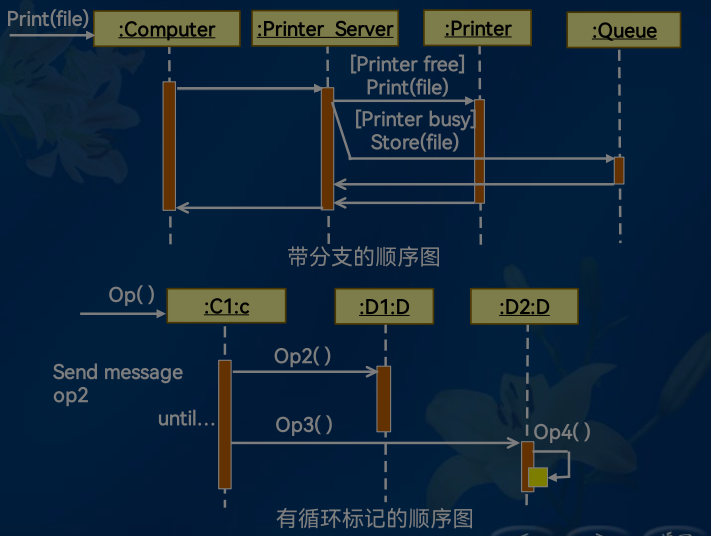 Print(file)
:Computer
:Printer Server
:Printer
:Queue
[Printer free]
Print(file)
[Printer busy]
Store(file)
带分支的顺序图
Op( )
:C1:c
:D1:D
:D2:D
Send message
op2
until...
Op2( )
Op3( )
Op4( )
有循环标记的顺序图